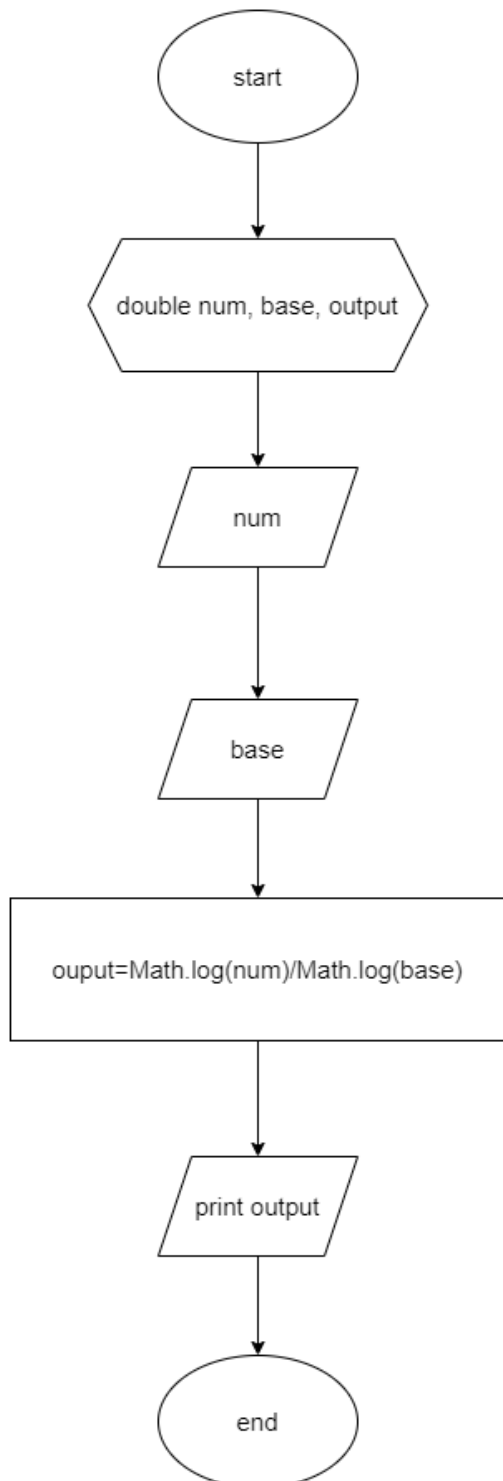 start
double num, base, output
num
base
ouput=Math.log(num)/Math.log(base)
print output
end